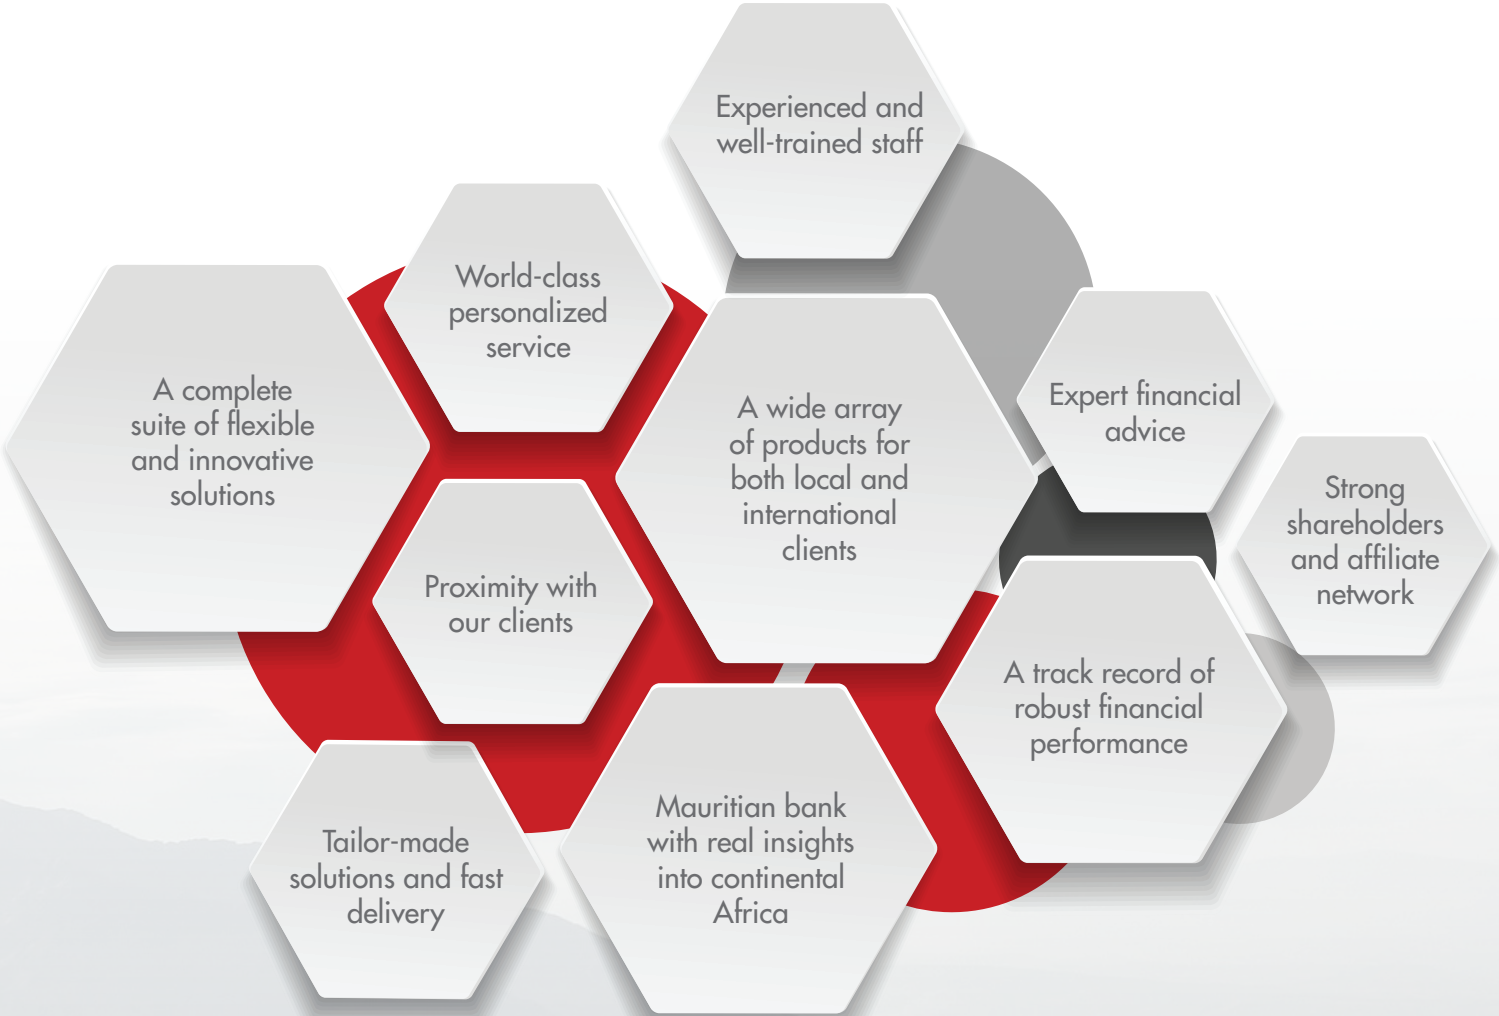 Experienced and
well-trained staff
World-class
personalized
service
A complete
suite of flexible
and innovative
solutions
A wide array
of products for
both local and
international
clients
Expert financial
advice
Strong
shareholders
and affiliate
network
Proximity with
our clients
A track record of
robust financial
performance
Tailor-made
solutions and fast
delivery
Mauritian bank
with real insights
into continental
Africa